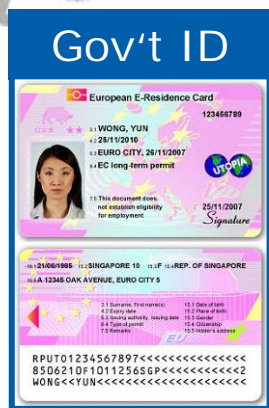 Gov't ID
European E-Residence Card
123456789
3.1 WONG, YUN
4.2 25/11/2010
5.3 EURO CITY, 26/11/2007
6.4 EC long-term permit
UTOPIA
7.5 This document does
not establish eligibility
for employment
25/11/2007
Signature
21/06/1985 SINGAPORE 10 F REP. OF SINGAPORE
A 12345 OAK AVENUE, EURO CITY 5
3.1 Surname, First name(s)
4.2 Expiry date
5.3 Issuing authority, Issuing date
6.4 Type of permit
7.5 Remarks
15.1 Date of birth
15.2 Place of birth
15.3 Gender
15.4 Citizenship
15.5 Holder's address
RPUTO1234567897<<<<<<<<<<<<<<<
8506210F1011256SGP<<<<<<<<<<<2
WONG<<YUN<<<<<<<<<<<<<<<<<<<<<